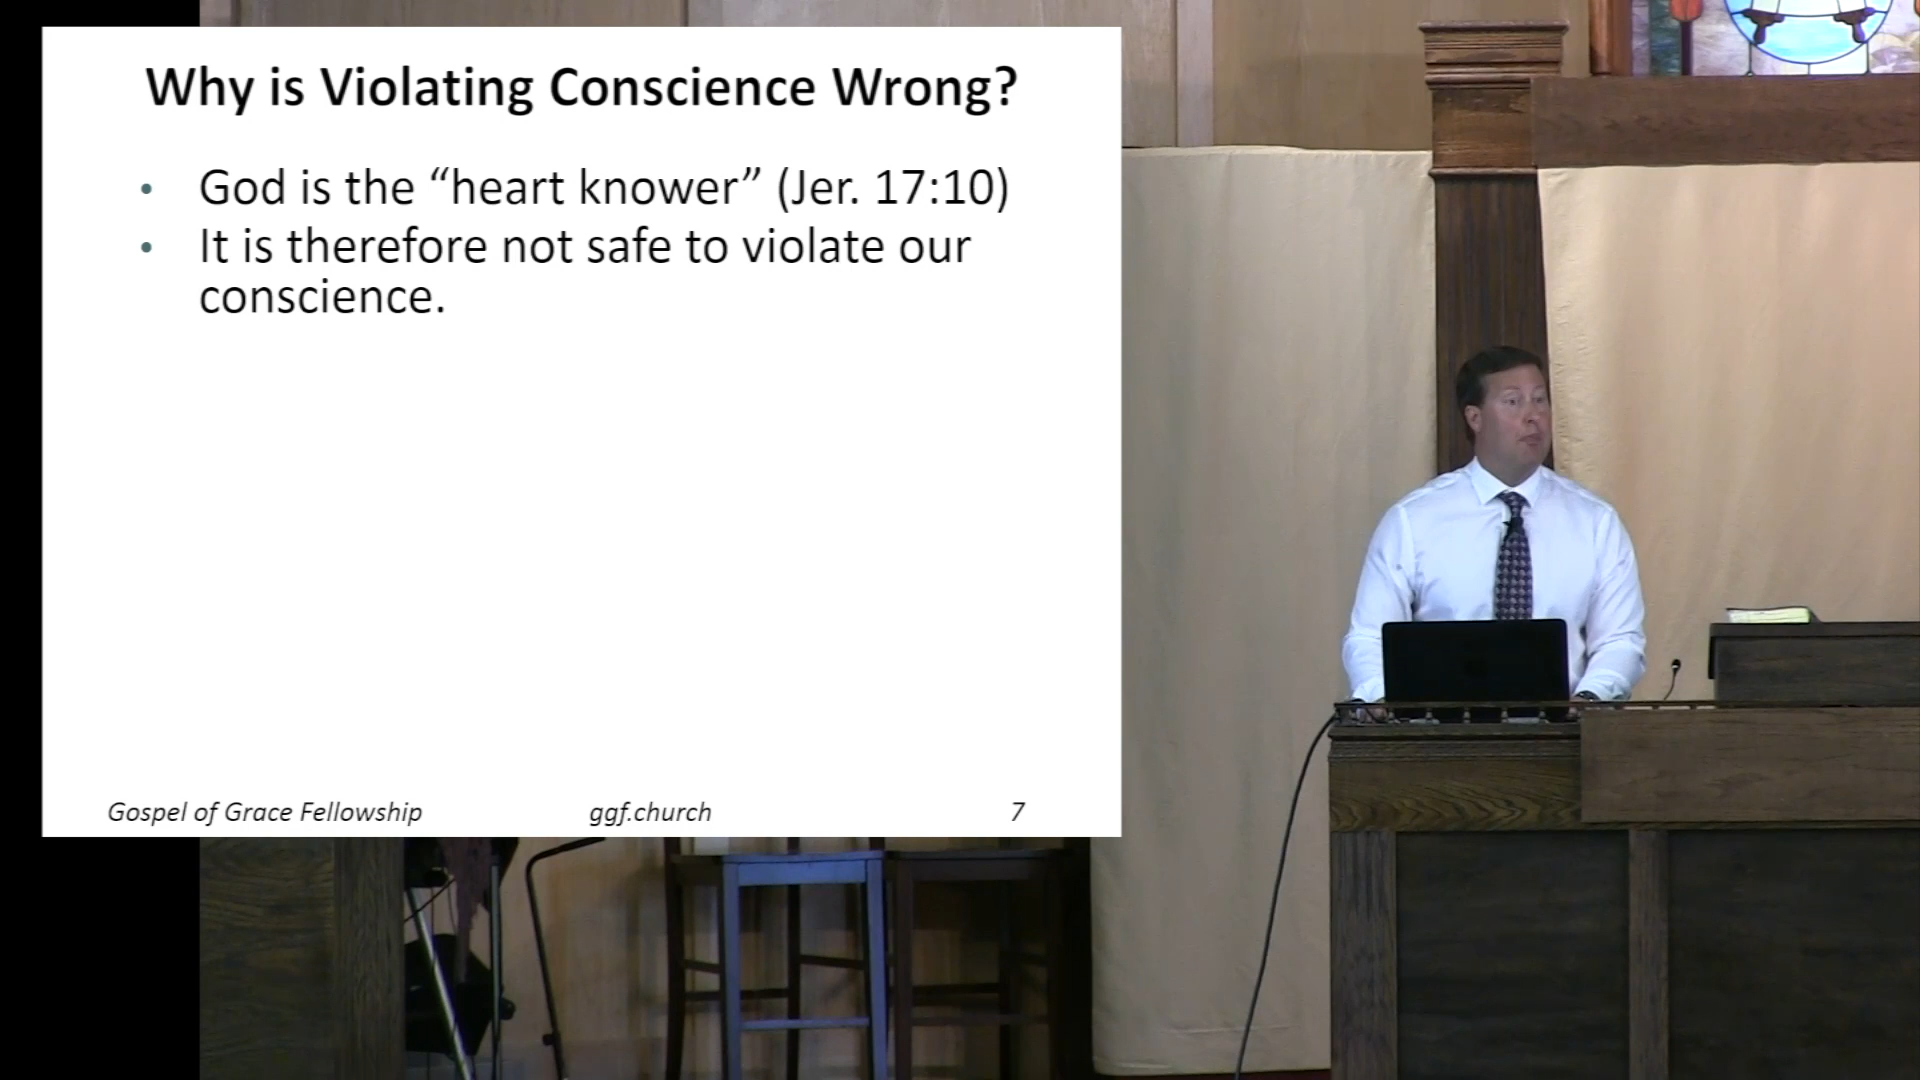 Why is Violating Conscience Wrong?
• God is the “heart knower” (Jer. 17:10)
• It is therefore not safe to violate our
conscience.
Gospel of Grace Fellowship ggf.church 7